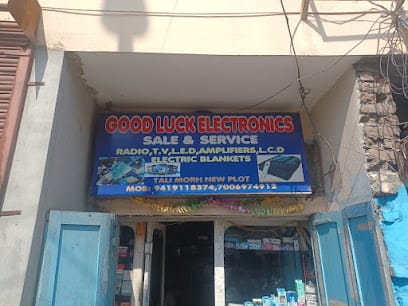 GOOD LUCK ELECTRONICS
SALE & SERVICE
RADIO,T.V,L.E.D,AMPLIFIERS,L.C.D
ELECTRIC BLANKETS
TALI MORH NEW PLOT
MOB: 9419118374,7006974912